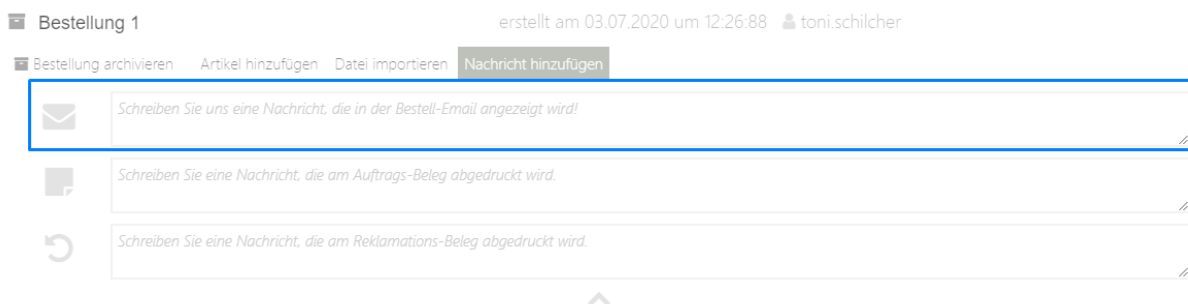 Bestellung 1 erstellt am 03.07.2020 um 12:26:88 toni.schilcher
Bestellung archivieren Artikel hinzufügen Datei importieren Nachricht hinzufügen
Schreiben Sie uns eine Nachricht, die in der Bestell-Email angezeigt wird!
Schreiben Sie eine Nachricht, die am Auftrags-Beleg abgedruckt wird.
Schreiben Sie eine Nachricht, die am Reklamations-Beleg abgedruckt wird.